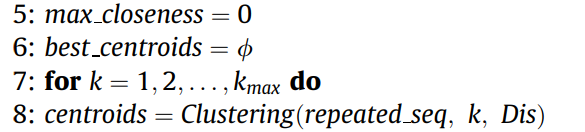 5: max_closeness = 0
6: best_centroids = ϕ
7: for k = 1, 2, . . . , kmax do
8: centroids = Clustering(repeated_seq, k, Dis)